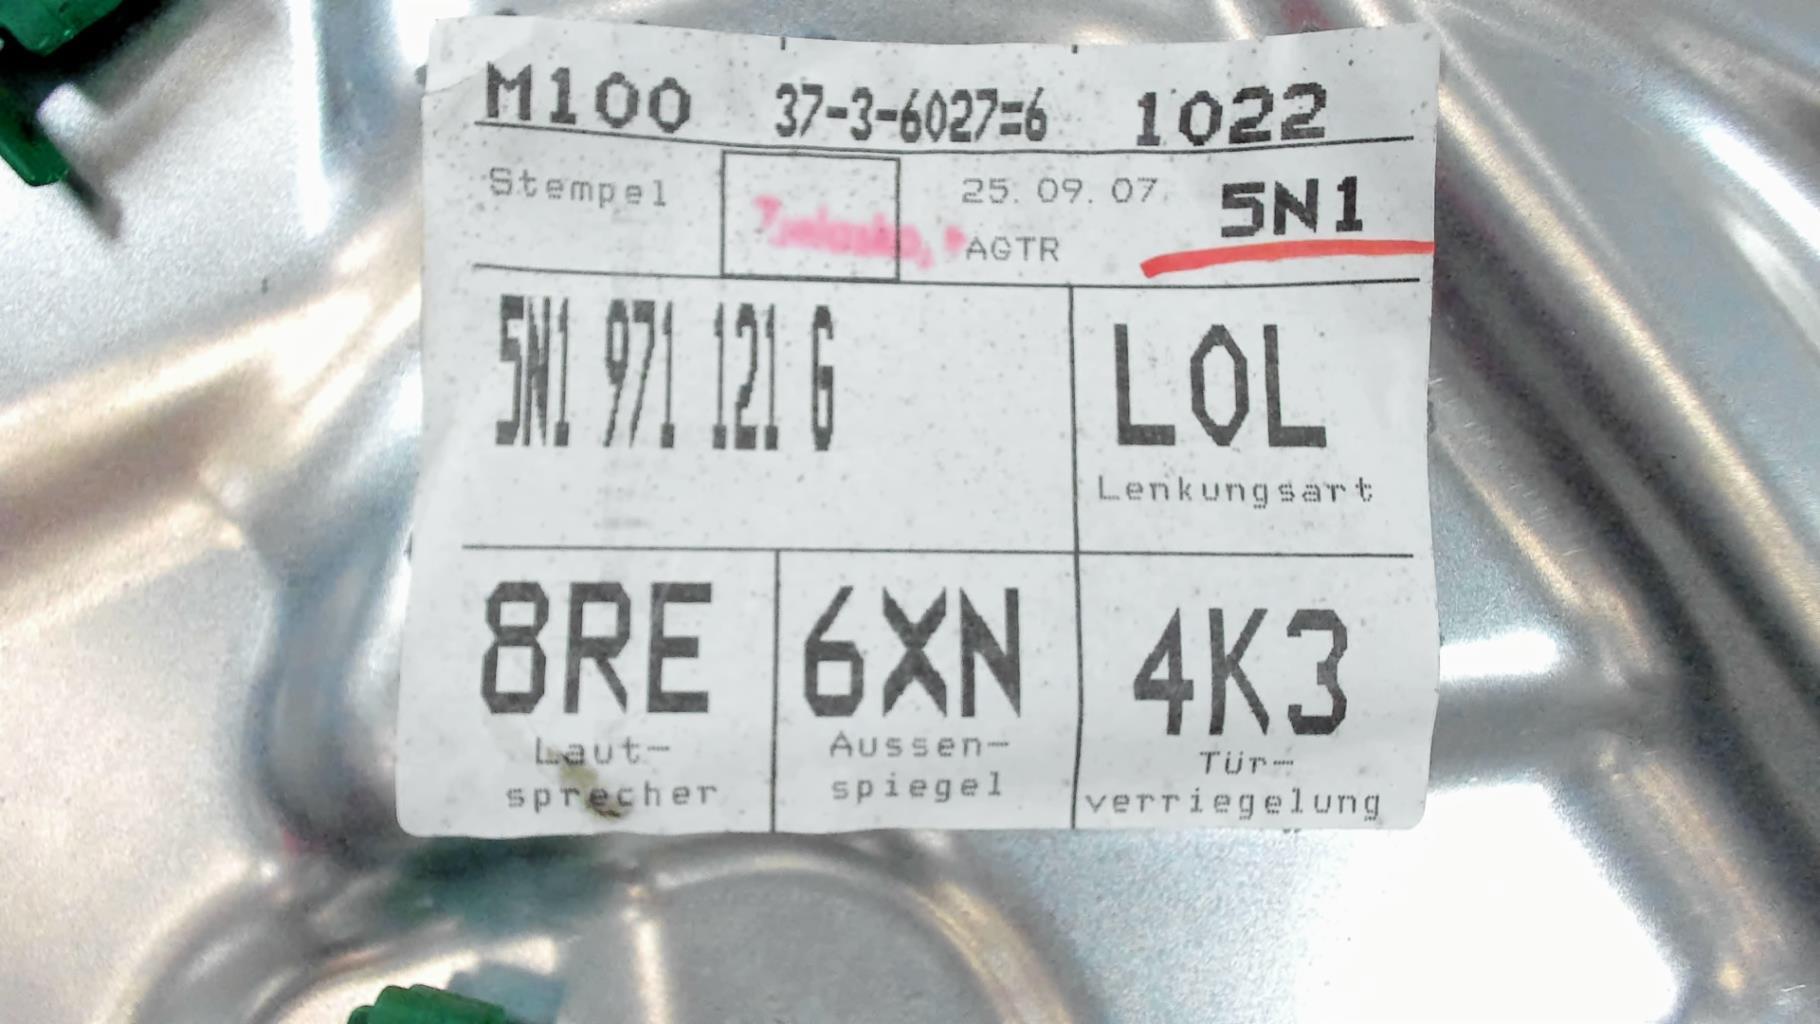 M100 37-3-6027=6 1022
Stempel 25.09.07 5N1
AGTR
5N1 971 121 G L0L
Lenkungsart
8RE 6XN 4K3
Laut- Aussen- Tür-
sprecher spiegel verriegelung